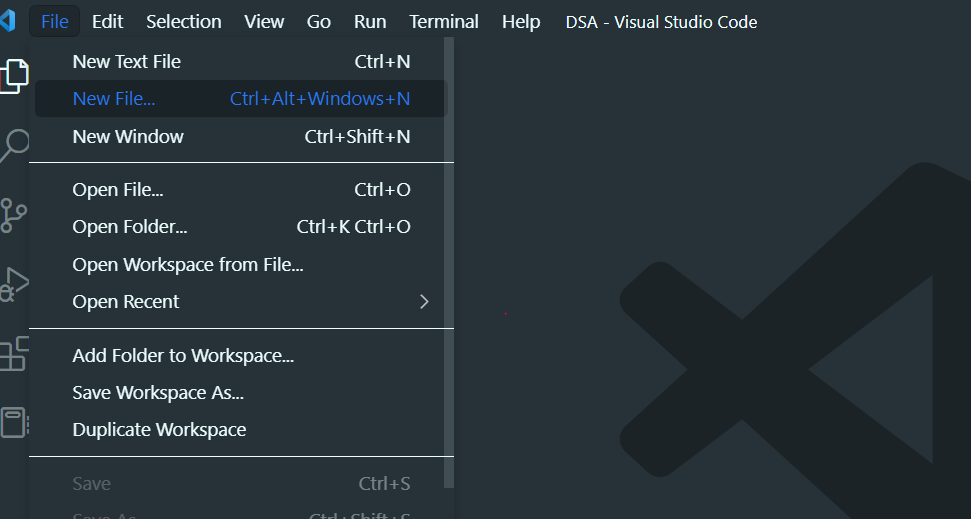 File Edit Selection View Go Run Terminal Help DSA - Visual Studio Code
New Text File Ctrl+N
New File... Ctrl+Alt+Windows+N
New Window Ctrl+Shift+N
Open File... Ctrl+O
Open Folder... Ctrl+K Ctrl+O
Open Workspace from File...
Open Recent
Add Folder to Workspace...
Save Workspace As...
Duplicate Workspace
Save Ctrl+S
Save As... Ctrl+Shift+S